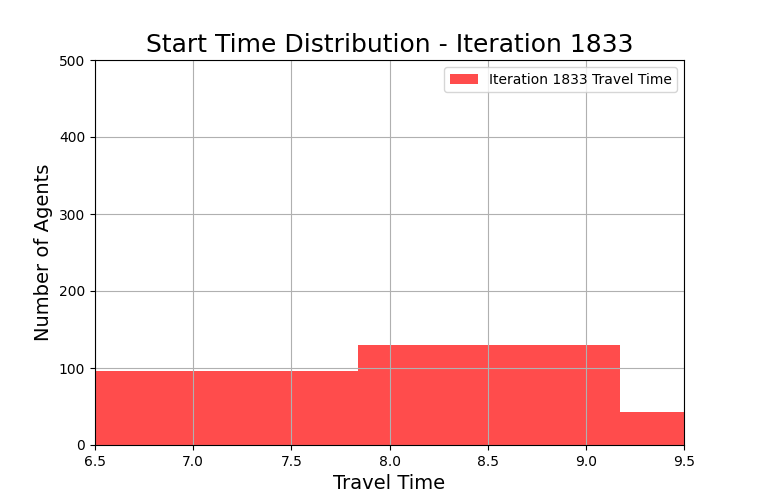 Start Time Distribution - Iteration 1833
Iteration 1833 Travel Time
Number of Agents
500
400
300
200
100
0
6.5 7.0 7.5 8.0 8.5 9.0 9.5
Travel Time